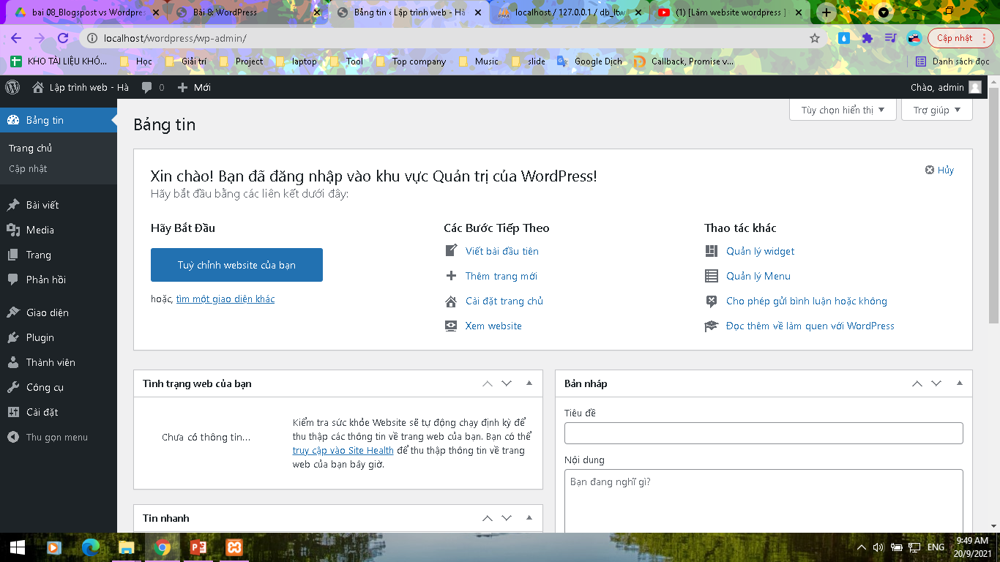 bai 08_Blogspot vs Wordpres
Bài 8: WordPress
Bảng tin ‹ Lập trình web - Hà
localhost / 127.0.0.1 / db_ltw
(1) [Làm website wordpress ]
localhost/wordpress/wp-admin/
Cập nhật
KHO TÀI LIỆU KHÓ...
Học
Giải trí
Project
laptop
Tool
Top company
Music
slide
Google Dịch
Callback, Promise v...
Danh sách đọc
Lập trình web - Hà
0
Mới
Chào, admin
Bảng tin
Trang chủ
Cập nhật
Bài viết
Media
Trang
Phản hồi
Giao diện
Plugin
Thành viên
Công cụ
Cài đặt
Thu gọn menu
Tùy chọn hiển thị
Trợ giúp
Bảng tin
Xin chào! Bạn đã đăng nhập vào khu vực Quản trị của WordPress!
Hủy
Hãy bắt đầu bằng các liên kết dưới đây:
Hãy Bắt Đầu
Tuỳ chỉnh website của bạn
hoặc, tìm một giao diện khác
Các Bước Tiếp Theo
Viết bài đầu tiên
Thêm trang mới
Cài đặt trang chủ
Xem website
Thao tác khác
Quản lý widget
Quản lý Menu
Cho phép gửi bình luận hoặc không
Đọc thêm về làm quen với WordPress
Tình trạng web của bạn
Chưa có thông tin...
Kiểm tra sức khỏe Website sẽ tự động chạy định kỳ để
thu thập các thông tin về trang web của bạn. Bạn có thể
truy cập vào Site Health để thu thập thông tin về trang
web của bạn bây giờ.
Tin nhanh
Bản nháp
Tiêu đề
Nội dung
Bạn đang nghĩ gì?
ENG
9:49 AM
20/9/2021